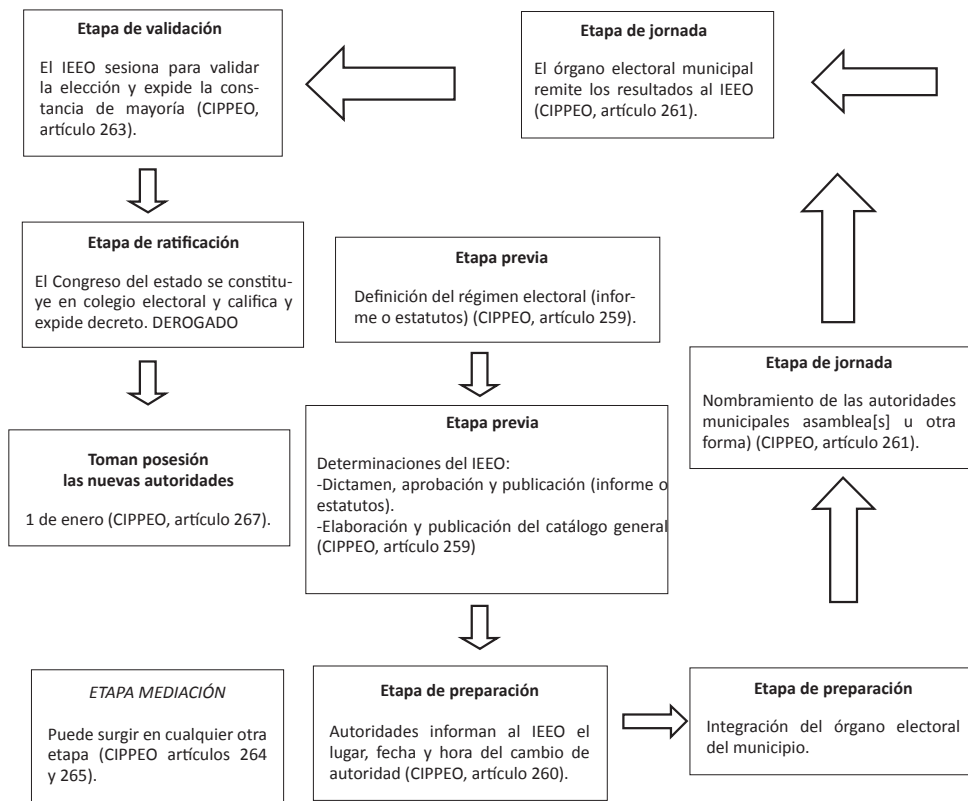 Etapa de validación
El IEEO sesiona para validar
la elección y expide la cons-
tancia de mayoría (CIPPEO,
artículo 263).
Etapa de jornada
El órgano electoral municipal
remite los resultados al IEEO
(CIPPEO, artículo 261).
Etapa de ratificación
El Congreso del estado se constitu-
ye en colegio electoral y califica y
expide decreto. DEROGADO
Etapa previa
Definición del régimen electoral (infor-
me o estatutos) (CIPPEO, artículo 259).
Etapa de jornada
Nombramiento de las autoridades
municipales asamblea[s] u otra
forma) (CIPPEO, artículo 261).
Toman posesión
las nuevas autoridades
1 de enero (CIPPEO, artículo 267).
Etapa previa
Determinaciones del IEEO:
-Dictamen, aprobación y publicación (informe o
estatutos).
-Elaboración y publicación del catálogo general
(CIPPEO, artículo 259)
ETAPA MEDIACIÓN
Puede surgir en cualquier otra
etapa (CIPPEO artículos 264
y 265).
Etapa de preparación
Autoridades informan al IEEO el
lugar, fecha y hora del cambio de
autoridad (CIPPEO, artículo 260).
Etapa de preparación
Integración del órgano electoral
del municipio.